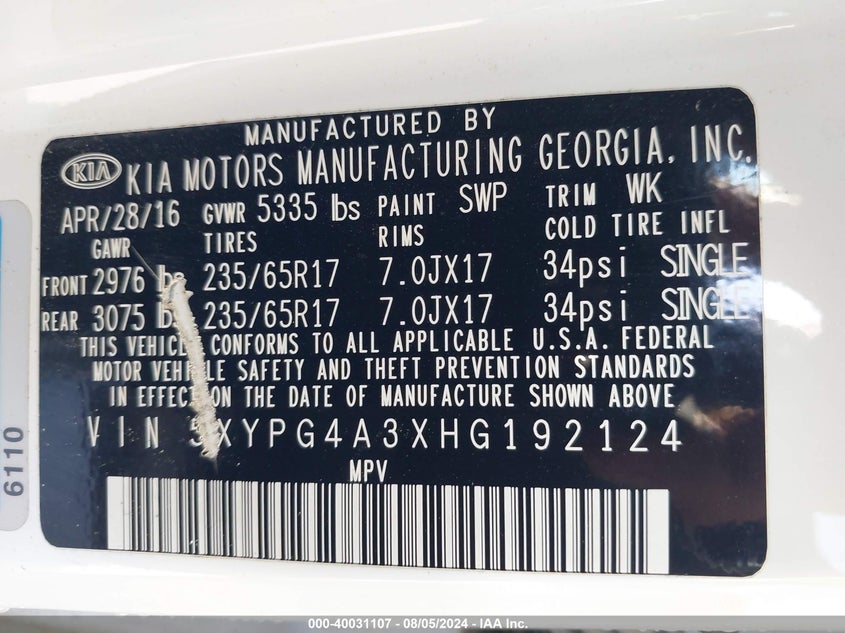 MANUFACTURED BY
KIA KIA MOTORS MANUFACTURING GEORGIA, INC.
APR/28/16 GVWR 5335 lbs PAINT SWP TRIM WK
GAWR TIRES RIMS COLD TIRE INFL
FRONT 2976 lbs 235/65R17 7.0JX17 34psi SINGLE
REAR 3075 lbs 235/65R17 7.0JX17 34psi SINGLE
THIS VEHICLE CONFORMS TO ALL APPLICABLE U.S.A. FEDERAL
MOTOR VEHICLE SAFETY AND THEFT PREVENTION STANDARDS
IN EFFECT ON THE DATE OF MANUFACTURE SHOWN ABOVE
VIN 5XYPG4A3XHG192124
MPV
6110
000-40031107 - 08/05/2024 - IAA Inc.